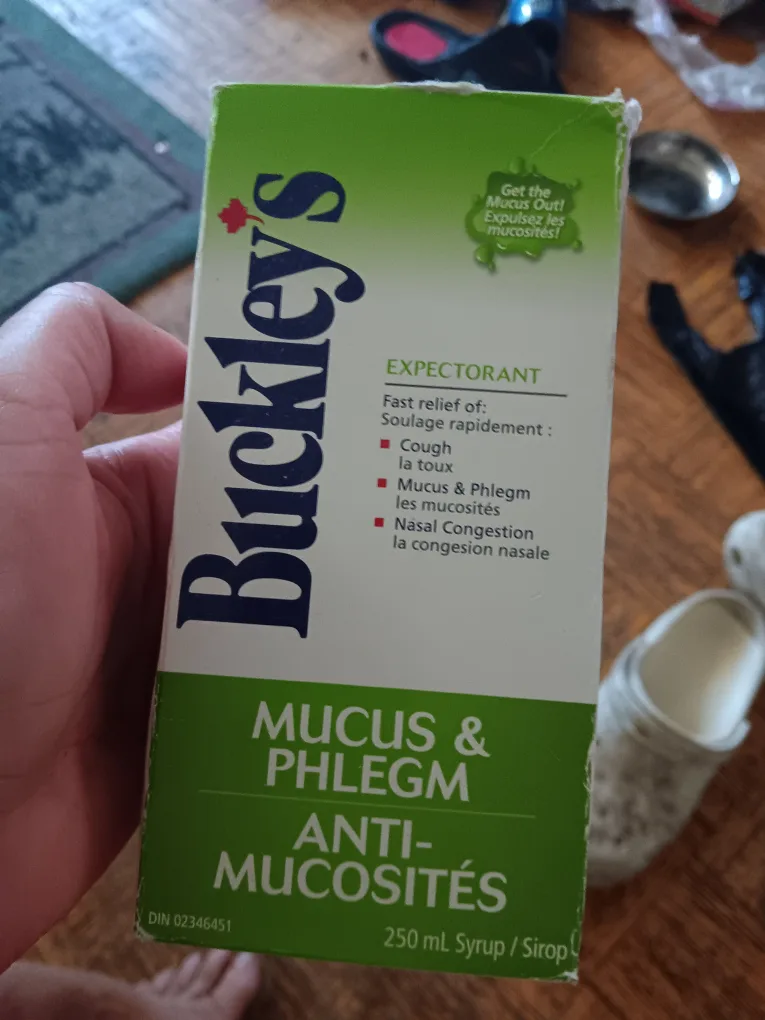 Buckley's
Get the
Mucus Out!
Expulsez les
mucosités!
EXPECTORANT
Fast relief of:
Soulage rapidement :
Cough
la toux
Mucus & Phlegm
les mucosités
Nasal Congestion
la congesion nasale
MUCUS &
PHLEGM
ANTI-
MUCOSITÉS
DIN 02346451
250 mL Syrup / Sirop